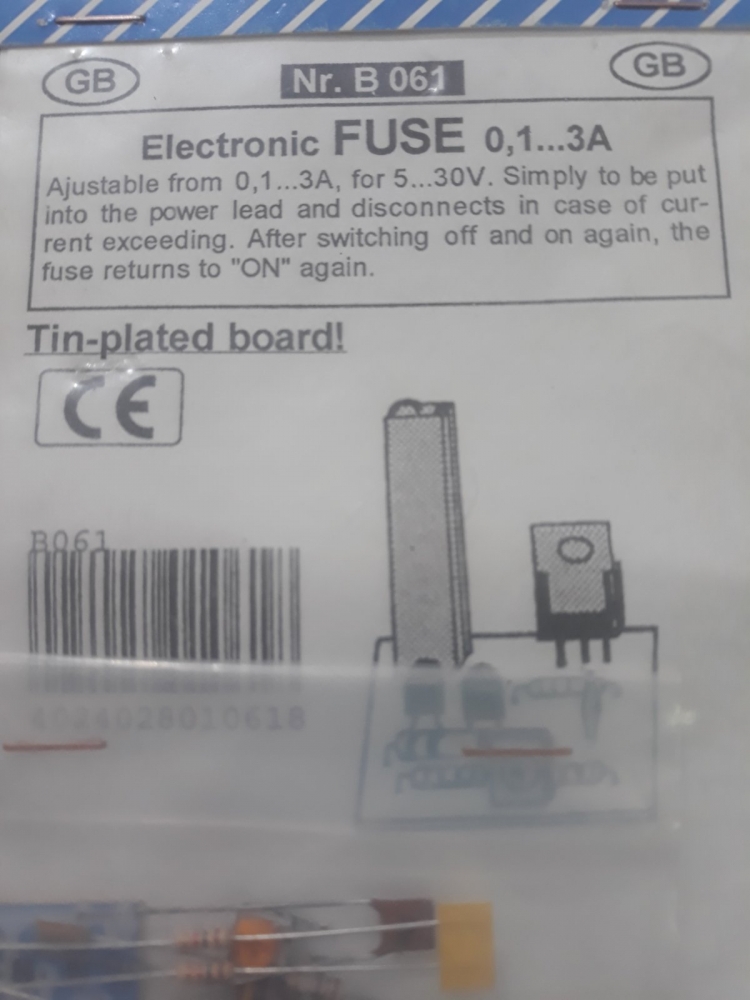 GB Nr. B 061 GB
Electronic FUSE 0,1...3A
Ajustable from 0,1...3A, for 5...30V. Simply to be put
into the power lead and disconnects in case of cur-
rent exceeding. After switching off and on again, the
fuse returns to "ON" again.
Tin-plated board!
CE
B061
4024028010618